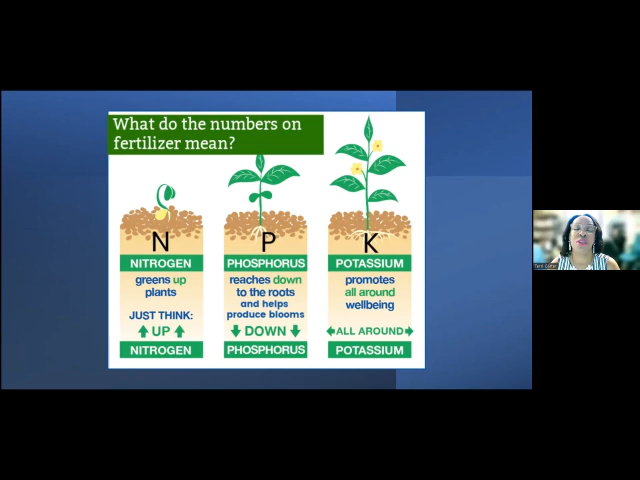 What do the numbers on
fertilizer mean?
N
NITROGEN
greens up
plants
JUST THINK:
UP
NITROGEN
P
PHOSPHORUS
reaches down
to the roots
and helps
produce blooms
DOWN
PHOSPHORUS
K
POTASSIUM
promotes
all around
wellbeing
ALL AROUND
POTASSIUM